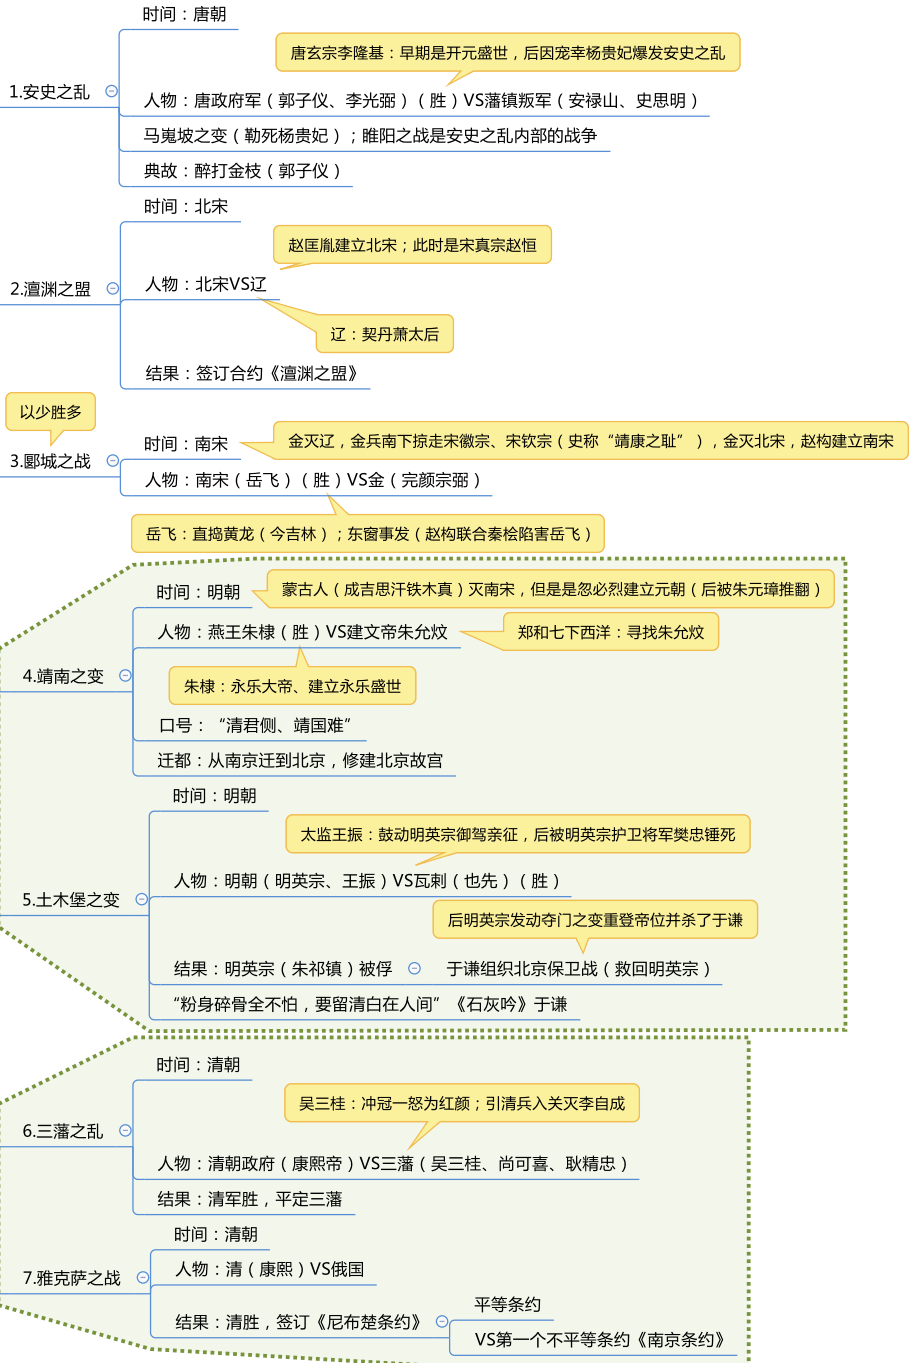 时间：唐朝
唐玄宗李隆基：早期是开元盛世，后因宠幸杨贵妃爆发安史之乱
1.安史之乱
人物：唐政府军（郭子仪、李光弼）（胜）VS藩镇叛军（安禄山、史思明）
马嵬坡之变（勒死杨贵妃）；睢阳之战是安史之乱内部的战争
典故：醉打金枝（郭子仪）
时间：北宋
赵匡胤建立北宋；此时是宋真宗赵恒
2.澶渊之盟
人物：北宋VS辽
辽：契丹萧太后
结果：签订合约《澶渊之盟》
以少胜多
时间：南宋
金灭辽，金兵南下掠走宋徽宗、宋钦宗（史称“靖康之耻”），金灭北宋，赵构建立南宋
3.郾城之战
人物：南宋（岳飞）（胜）VS金（完颜宗弼）
岳飞：直捣黄龙（今吉林）；东窗事发（赵构联合秦桧陷害岳飞）
时间：明朝
蒙古人（成吉思汗铁木真）灭南宋，但是是忽必烈建立元朝（后被朱元璋推翻）
人物：燕王朱棣（胜）VS建文帝朱允炆
郑和七下西洋：寻找朱允炆
4.靖南之变
朱棣：永乐大帝、建立永乐盛世
口号：“清君侧、靖国难”
迁都：从南京迁到北京，修建北京故宫
时间：明朝
太监王振：鼓动明英宗御驾亲征，后被明英宗护卫将军樊忠锤死
人物：明朝（明英宗、王振）VS瓦剌（也先）（胜）
5.土木堡之变
后明英宗发动夺门之变重登帝位并杀了于谦
结果：明英宗（朱祁镇）被俘
于谦组织北京保卫战（救回明英宗）
“粉身碎骨全不怕，要留清白在人间”《石灰吟》于谦
时间：清朝
吴三桂：冲冠一怒为红颜；引清兵入关灭李自成
6.三藩之乱
人物：清朝政府（康熙帝）VS三藩（吴三桂、尚可喜、耿精忠）
结果：清军胜，平定三藩
时间：清朝
人物：清（康熙）VS俄国
7.雅克萨之战
平等条约
结果：清胜，签订《尼布楚条约》
VS第一个不平等条约《南京条约》